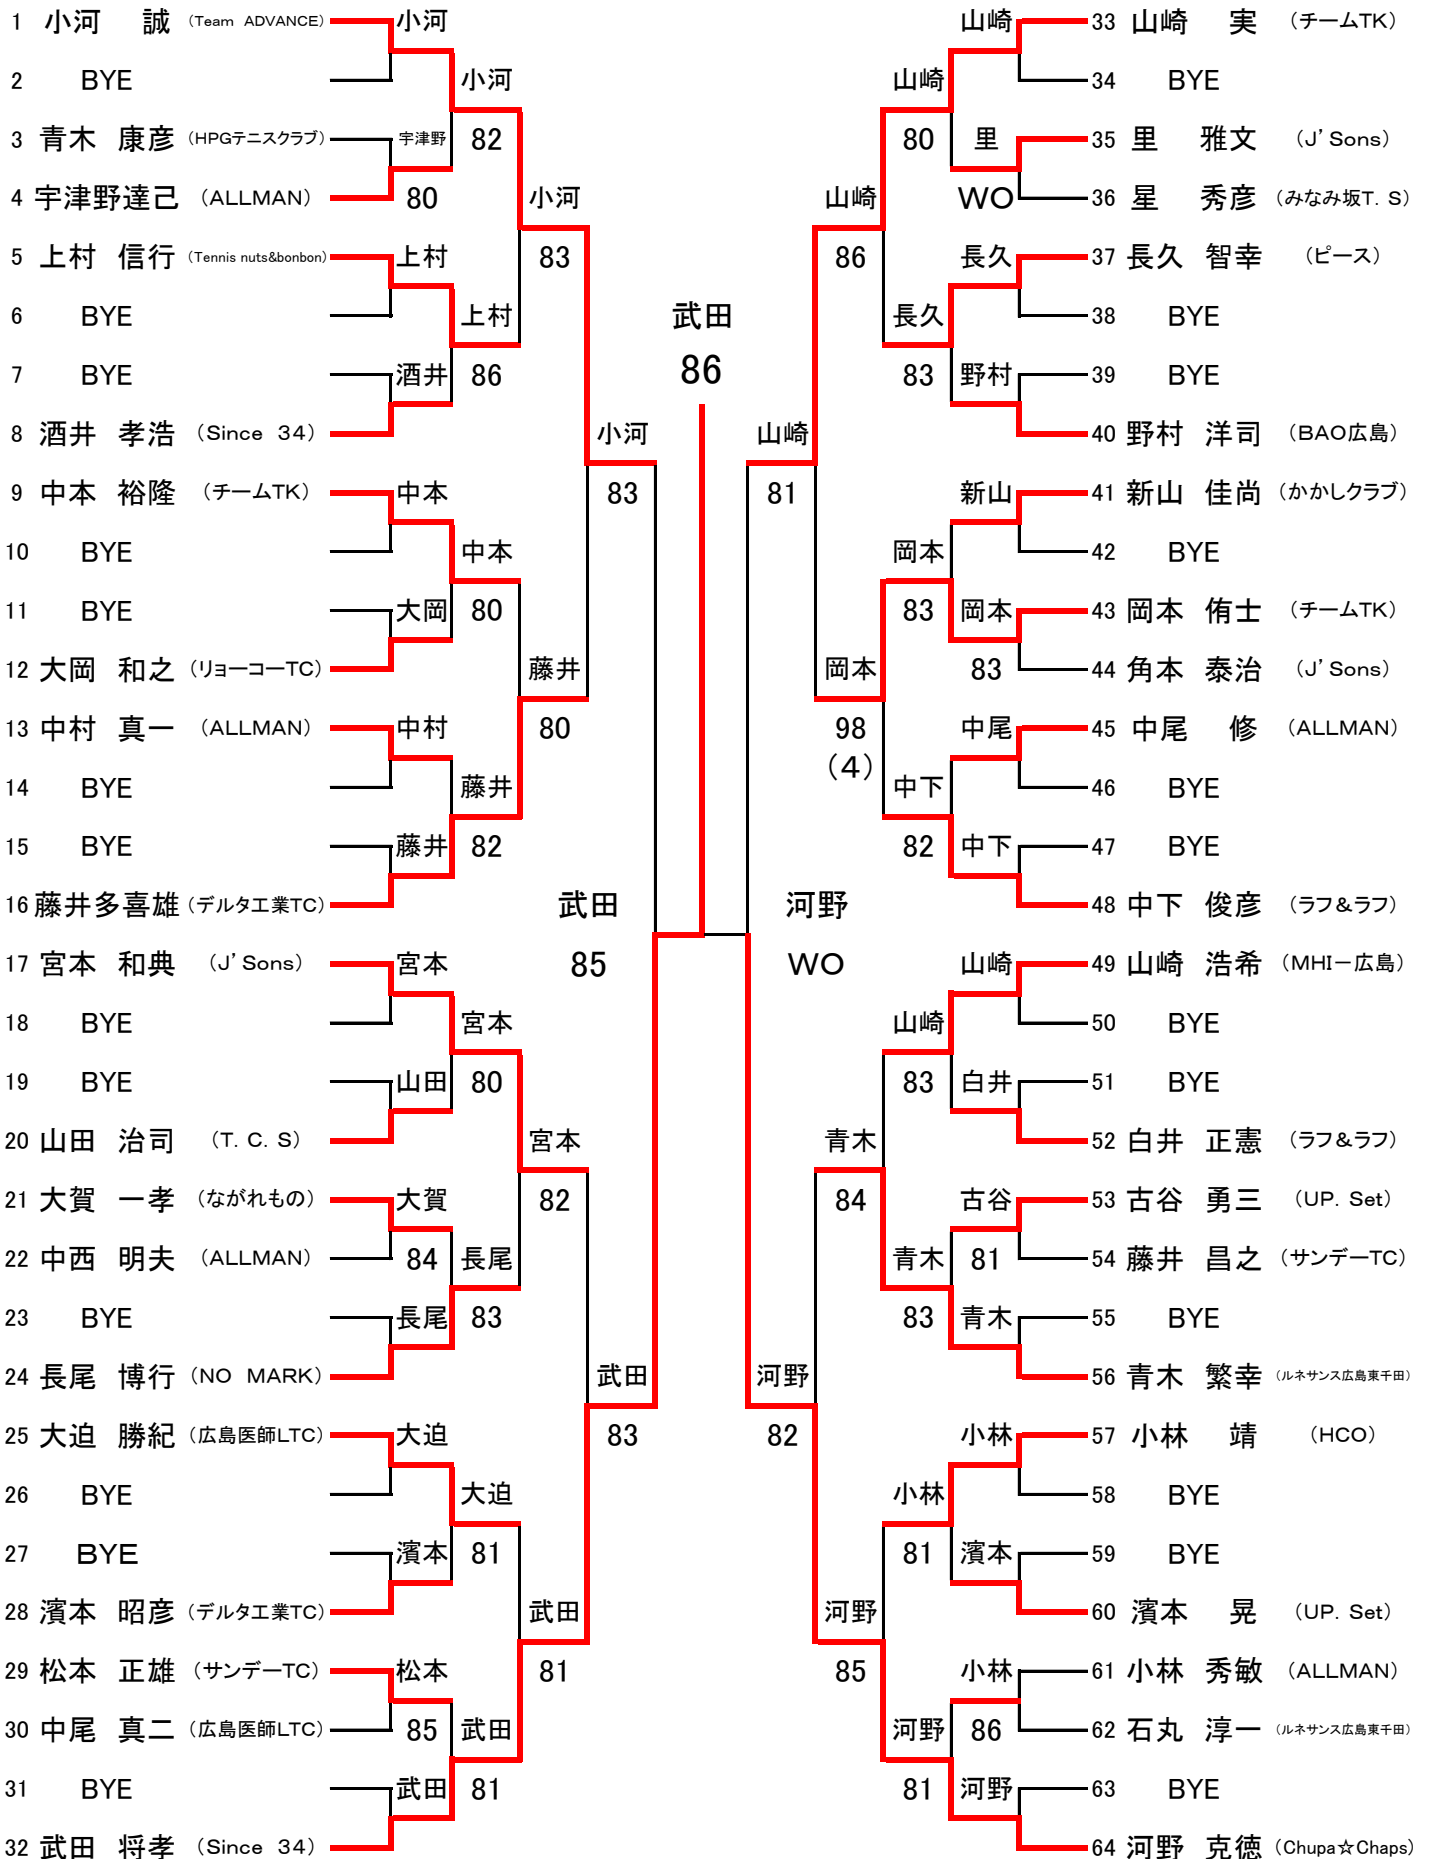 1 小河 誠 (Team ADVANCE) 小河 山崎 33 山崎 実 (チームTK)
2 BYE 小河 山崎 34 BYE
3 青木 康彦 (HPGテニスクラブ) 宇津野 82 80 里 35 里 雅文 (J'Sons)
4 宇津野達己 (ALLMAN) 80 小河 山崎 WO 36 星 秀彦 (みなみ坂T.S)
5 上村 信行 (Tennis nuts&bonbon) 上村 83 86 長久 37 長久 智幸 (ピース)
6 BYE 上村 武田 長久 38 BYE
7 BYE 酒井 86 86 83 野村 39 BYE
8 酒井 孝浩 (Since 34) 小河 山崎 40 野村 洋司 (BAO広島)
9 中本 裕隆 (チームTK) 中本 83 81 新山 41 新山 佳尚 (かかしクラブ)
10 BYE 中本 岡本 42 BYE
11 BYE 大岡 80 83 岡本 43 岡本 侑士 (チームTK)
12 大岡 和之 (リョーコーTC) 藤井 岡本 83 44 角本 泰治 (J'Sons)
13 中村 真一 (ALLMAN) 中村 80 98 中尾 45 中尾 修 (ALLMAN)
(4)
14 BYE 藤井 中下 46 BYE
15 BYE 藤井 82 82 中下 47 BYE
16 藤井多喜雄 (デルタ工業TC) 武田 河野 48 中下 俊彦 (ラフ&ラフ)
17 宮本 和典 (J'Sons) 宮本 85 WO 山崎 49 山崎 浩希 (MHI-広島)
18 BYE 宮本 山崎 50 BYE
19 BYE 山田 80 83 白井 51 BYE
20 山田 治司 (T.C.S) 宮本 青木 52 白井 正憲 (ラフ&ラフ)
21 大賀 一孝 (ながれもの) 大賀 82 84 古谷 53 古谷 勇三 (UP.Set)
22 中西 明夫 (ALLMAN) 84 長尾 青木 81 54 藤井 昌之 (サンデーTC)
23 BYE 長尾 83 83 青木 55 BYE
24 長尾 博行 (NO MARK) 武田 河野 56 青木 繁幸 (ルネサンス広島東千田)
25 大迫 勝紀 (広島医師LTC) 大迫 83 82 小林 57 小林 靖 (HCO)
26 BYE 大迫 小林 58 BYE
27 BYE 濱本 81 81 濱本 59 BYE
28 濱本 昭彦 (デルタ工業TC) 武田 河野 60 濱本 晃 (UP.Set)
29 松本 正雄 (サンデーTC) 松本 81 85 小林 61 小林 秀敏 (ALLMAN)
30 中尾 真二 (広島医師LTC) 85 武田 河野 86 62 石丸 淳一 (ルネサンス広島東千田)
31 BYE 武田 81 81 河野 63 BYE
32 武田 将孝 (Since 34) 64 河野 克徳 (Chupa☆Chaps)